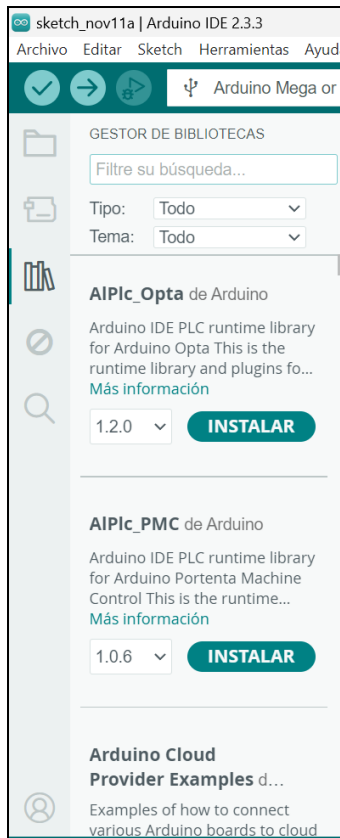 sketch_nov11a | Arduino IDE 2.3.3
Archivo Editar Sketch Herramientas Ayud
Arduino Mega or
GESTOR DE BIBLIOTECAS
Filtre su búsqueda...
Tipo: Todo
Tema: Todo
AIPlc_Opta de Arduino
Arduino IDE PLC runtime library
for Arduino Opta This is the
runtime library and plugins fo...
Más información
1.2.0 INSTALAR
AIPlc_PMC de Arduino
Arduino IDE PLC runtime library
for Arduino Portenta Machine
Control This is the runtime...
Más información
1.0.6 INSTALAR
Arduino Cloud
Provider Examples d...
Examples of how to connect
various Arduino boards to cloud